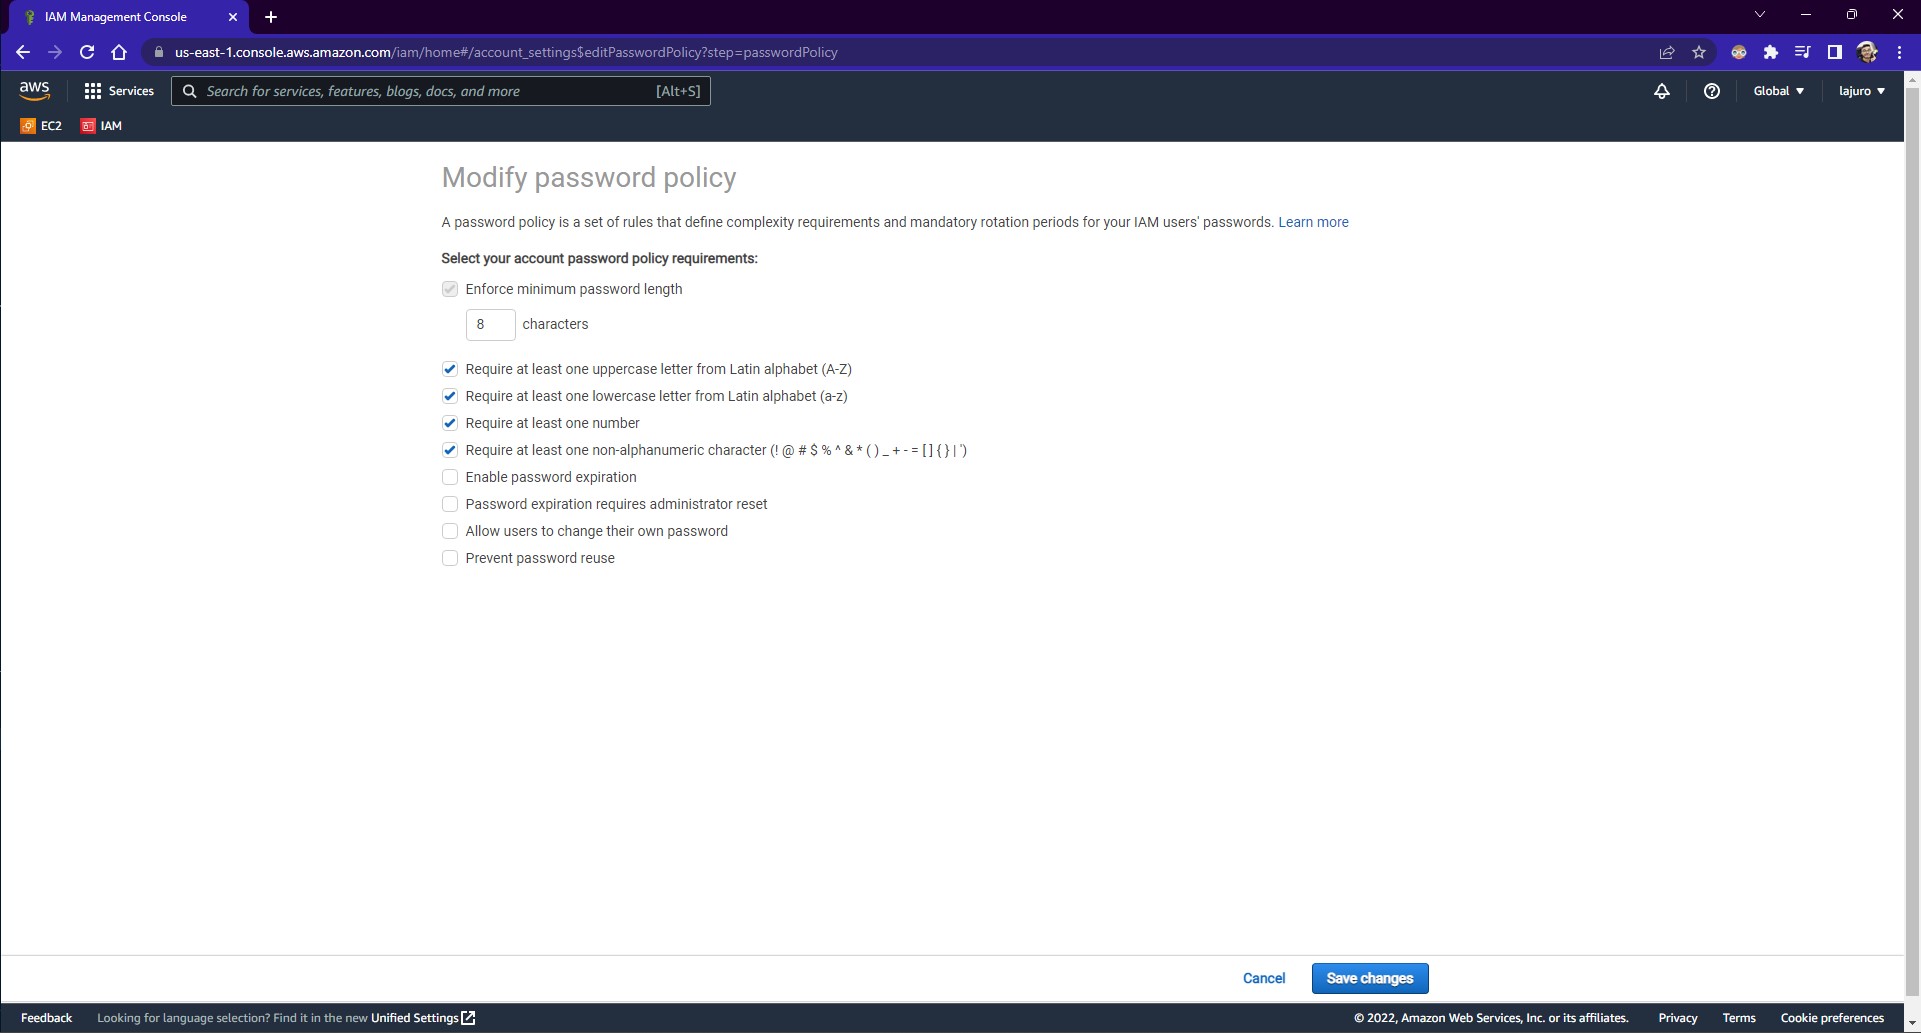 IAM Management Console
us-east-1.console.aws.amazon.com/iam/home#/account_settings$editPasswordPolicy?step=passwordPolicy
aws Services Search for services, features, blogs, docs, and more [Alt+S] Global lajuro
EC2 IAM
Modify password policy
A password policy is a set of rules that define complexity requirements and mandatory rotation periods for your IAM users' passwords. Learn more
Select your account password policy requirements:
Enforce minimum password length
8 characters
Require at least one uppercase letter from Latin alphabet (A-Z)
Require at least one lowercase letter from Latin alphabet (a-z)
Require at least one number
Require at least one non-alphanumeric character (! @ # $ % ^ & * ( ) _ + - = [ ] { } | ')
Enable password expiration
Password expiration requires administrator reset
Allow users to change their own password
Prevent password reuse
Cancel Save changes
Feedback Looking for language selection? Find it in the new Unified Settings © 2022, Amazon Web Services, Inc. or its affiliates. Privacy Terms Cookie preferences